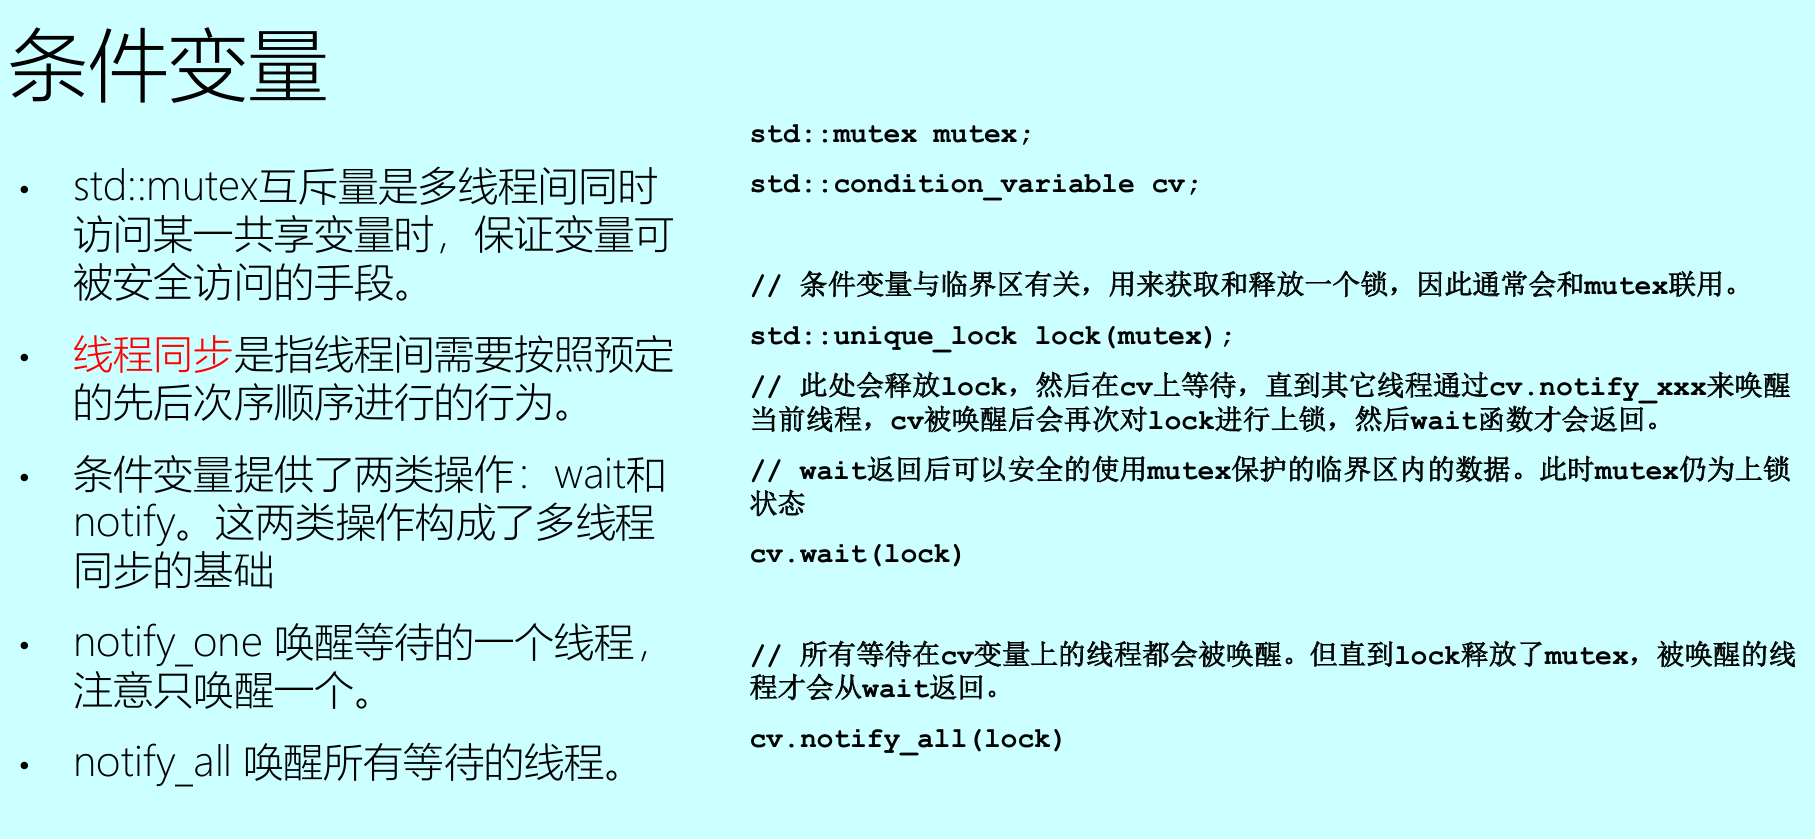 条件变量
• std::mutex互斥量是多线程间同时
访问某一共享变量时，保证变量可
被安全访问的手段。
• 线程同步是指线程间需要按照预定
的先后次序顺序进行的行为。
• 条件变量提供了两类操作：wait和
notify。这两类操作构成了多线程
同步的基础
• notify_one 唤醒等待的一个线程，
注意只唤醒一个。
• notify_all 唤醒所有等待的线程。
std::mutex mutex;
std::condition_variable cv;
// 条件变量与临界区有关，用来获取和释放一个锁，因此通常会和mutex联用。
std::unique_lock lock(mutex);
// 此处会释放lock，然后在cv上等待，直到其它线程通过cv.notify_xxx来唤醒
当前线程，cv被唤醒后会再次对lock进行上锁，然后wait函数才会返回。
// wait返回后可以安全的使用mutex保护的临界区内的数据。此时mutex仍为上锁
状态
cv.wait(lock)
// 所有等待在cv变量上的线程都会被唤醒。但直到lock释放了mutex，被唤醒的线
程才会从wait返回。
cv.notify_all(lock)